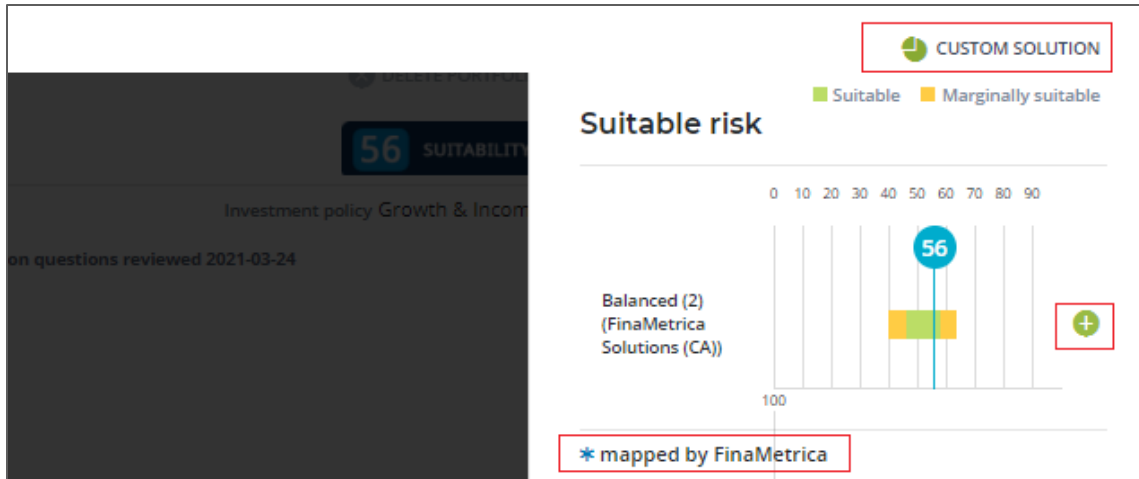 CUSTOM SOLUTION
DELETE PORTFOL
Suitable Marginally suitable
Suitable risk
56 SUITABILITY
0 10 20 30 40 50 60 70 80 90
Investment policy Growth & Incom
56
on questions reviewed 2021-03-24
Balanced (2)
(FinaMetrica
Solutions (CA))
100
* mapped by FinaMetrica